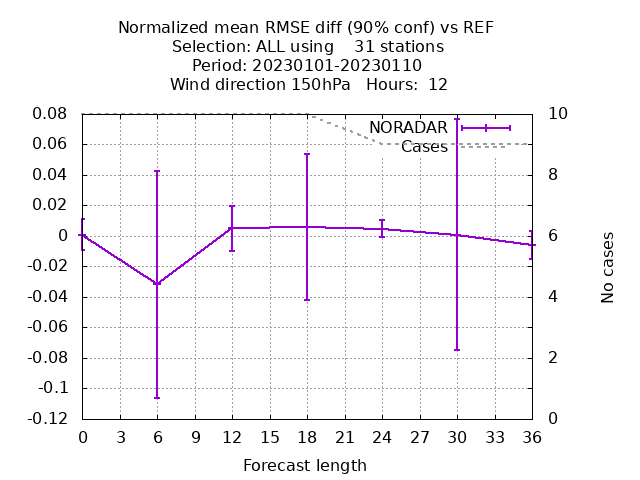 Normalized mean RMSE diff (90% conf) vs REF
Selection: ALL using    31 stations
Period: 20230101-20230110
Wind direction 150hPa   Hours:  12
0.08
0.06
0.04
0.02
0
-0.02
-0.04
-0.06
-0.08
-0.1
-0.12
NORADAR
Cases
10
8
6
4
2
0
No cases
0 3 6 9 12 15 18 21 24 27 30 33 36
Forecast length